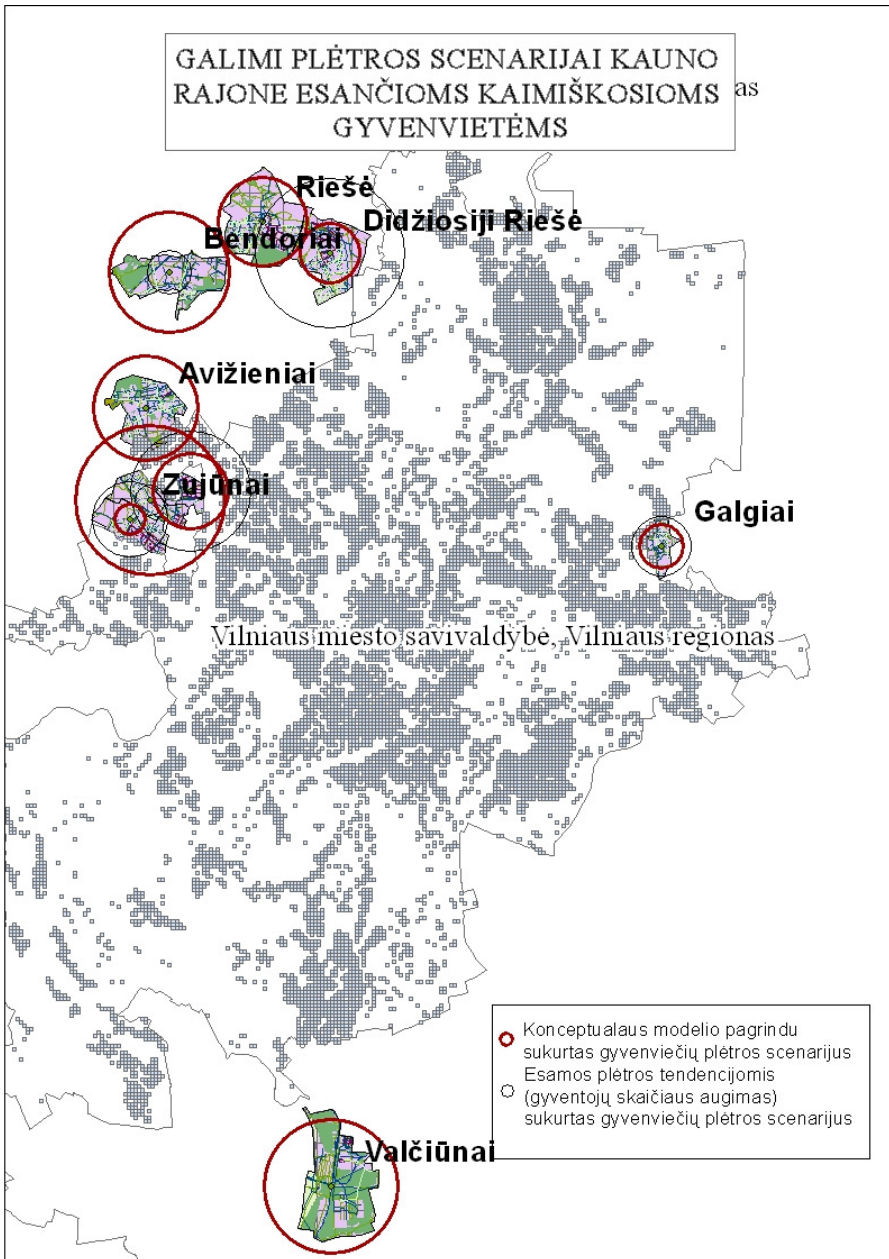 GALIMI PLĖTROS SCENARIJAI KAUNO
RAJONE ESANČIOMS KAIMIŠKOSIOMS
GYVENVIETĖMS
as
Riešė
Didžiosiji Riešė
Bendoriai
Avižieniai
Zujūnai
Galgiai
Vilniaus miesto savivaldybė, Vilniaus regionas
Konceptualaus modelio pagrindu
sukurtas gyvenviečių plėtros scenarijus
Esamos plėtros tendencijomis
(gyventojų skaičiaus augimas)
sukurtas gyvenviečių plėtros scenarijus
Valčiūnai